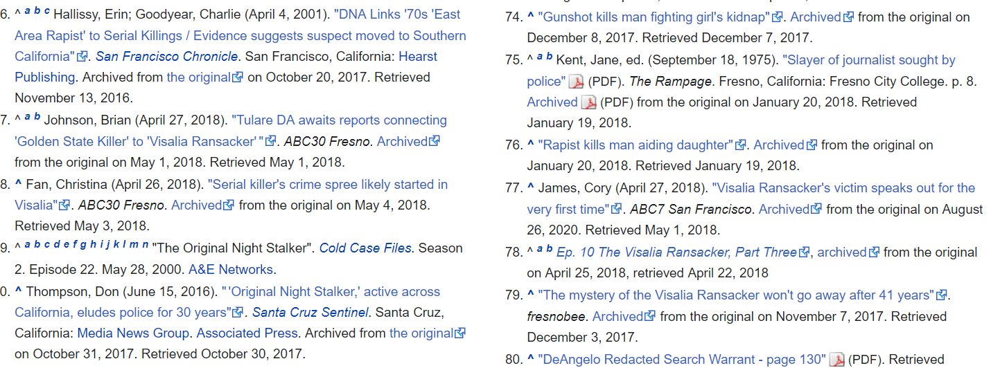 6. ^ a b c Hallissy, Erin; Goodyear, Charlie (April 4, 2001). "DNA Links '70s 'East
Area Rapist' to Serial Killings / Evidence suggests suspect moved to Southern
California". San Francisco Chronicle. San Francisco, California: Hearst
Publishing. Archived from the original on October 20, 2017. Retrieved
November 13, 2016.
7. ^ a b Johnson, Brian (April 27, 2018). "Tulare DA awaits reports connecting
'Golden State Killer' to 'Visalia Ransacker' ". ABC30 Fresno. Archived
from the original on May 1, 2018. Retrieved May 1, 2018.
8. ^ Fan, Christina (April 26, 2018). "Serial killer's crime spree likely started in
Visalia". ABC30 Fresno. Archived from the original on May 4, 2018.
Retrieved May 3, 2018.
9. ^ a b c d e f g h i j k l m n "The Original Night Stalker". Cold Case Files. Season
2. Episode 22. May 28, 2000. A&E Networks.
0. ^ Thompson, Don (June 15, 2016). " 'Original Night Stalker,' active across
California, eludes police for 30 years". Santa Cruz Sentinel. Santa Cruz,
California: Media News Group. Associated Press. Archived from the original
on October 31, 2017. Retrieved October 30, 2017.
74. ^ "Gunshot kills man fighting girl's kidnap". Archived from the original on
December 8, 2017. Retrieved December 7, 2017.
75. ^ a b Kent, Jane, ed. (September 18, 1975). "Slayer of journalist sought by
police" (PDF). The Rampage. Fresno, California: Fresno City College. p. 8.
Archived (PDF) from the original on January 20, 2018. Retrieved
January 19, 2018.
76. ^ "Rapist kills man aiding daughter". Archived from the original on
January 20, 2018. Retrieved January 19, 2018.
77. ^ James, Cory (April 27, 2018). "Visalia Ransacker's victim speaks out for the
very first time". ABC7 San Francisco. Archived from the original on August
26, 2020. Retrieved May 1, 2018.
78. ^ a b Ep. 10 The Visalia Ransacker, Part Three, archived from the original
on April 25, 2018, retrieved April 22, 2018
79. ^ "The mystery of the Visalia Ransacker won't go away after 41 years".
fresnobee. Archived from the original on November 7, 2017. Retrieved
December 3, 2017.
80. ^ "DeAngelo Redacted Search Warrant - page 130" (PDF). Retrieved